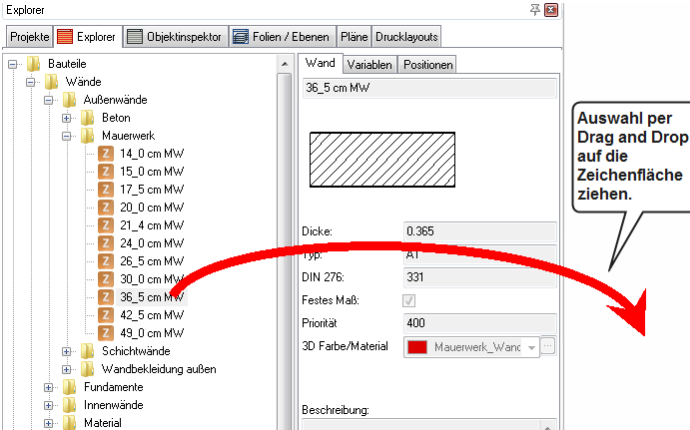 Explorer
Projekte Explorer Objektinspektor Folien / Ebenen Pläne Drucklayouts
Bauteile
Wände
Außenwände
Beton
Mauerwerk
Z 14_0 cm MW
Z 15_0 cm MW
Z 17_5 cm MW
Z 20_0 cm MW
Z 21_4 cm MW
Z 24_0 cm MW
Z 26_5 cm MW
Z 30_0 cm MW
Z 36_5 cm MW
Z 42_5 cm MW
Z 49_0 cm MW
Schichtwände
Wandbekleidung außen
Fundamente
Innenwände
Material
Wand Variablen Positionen
36_5 cm MW
Dicke: 0.365
Typ: A1
DIN 276: 331
Festes Maß:
Priorität 400
3D Farbe/Material Mauerwerk_Wand ...
Beschreibung:
Auswahl per
Drag and Drop
auf die
Zeichenfläche
ziehen.